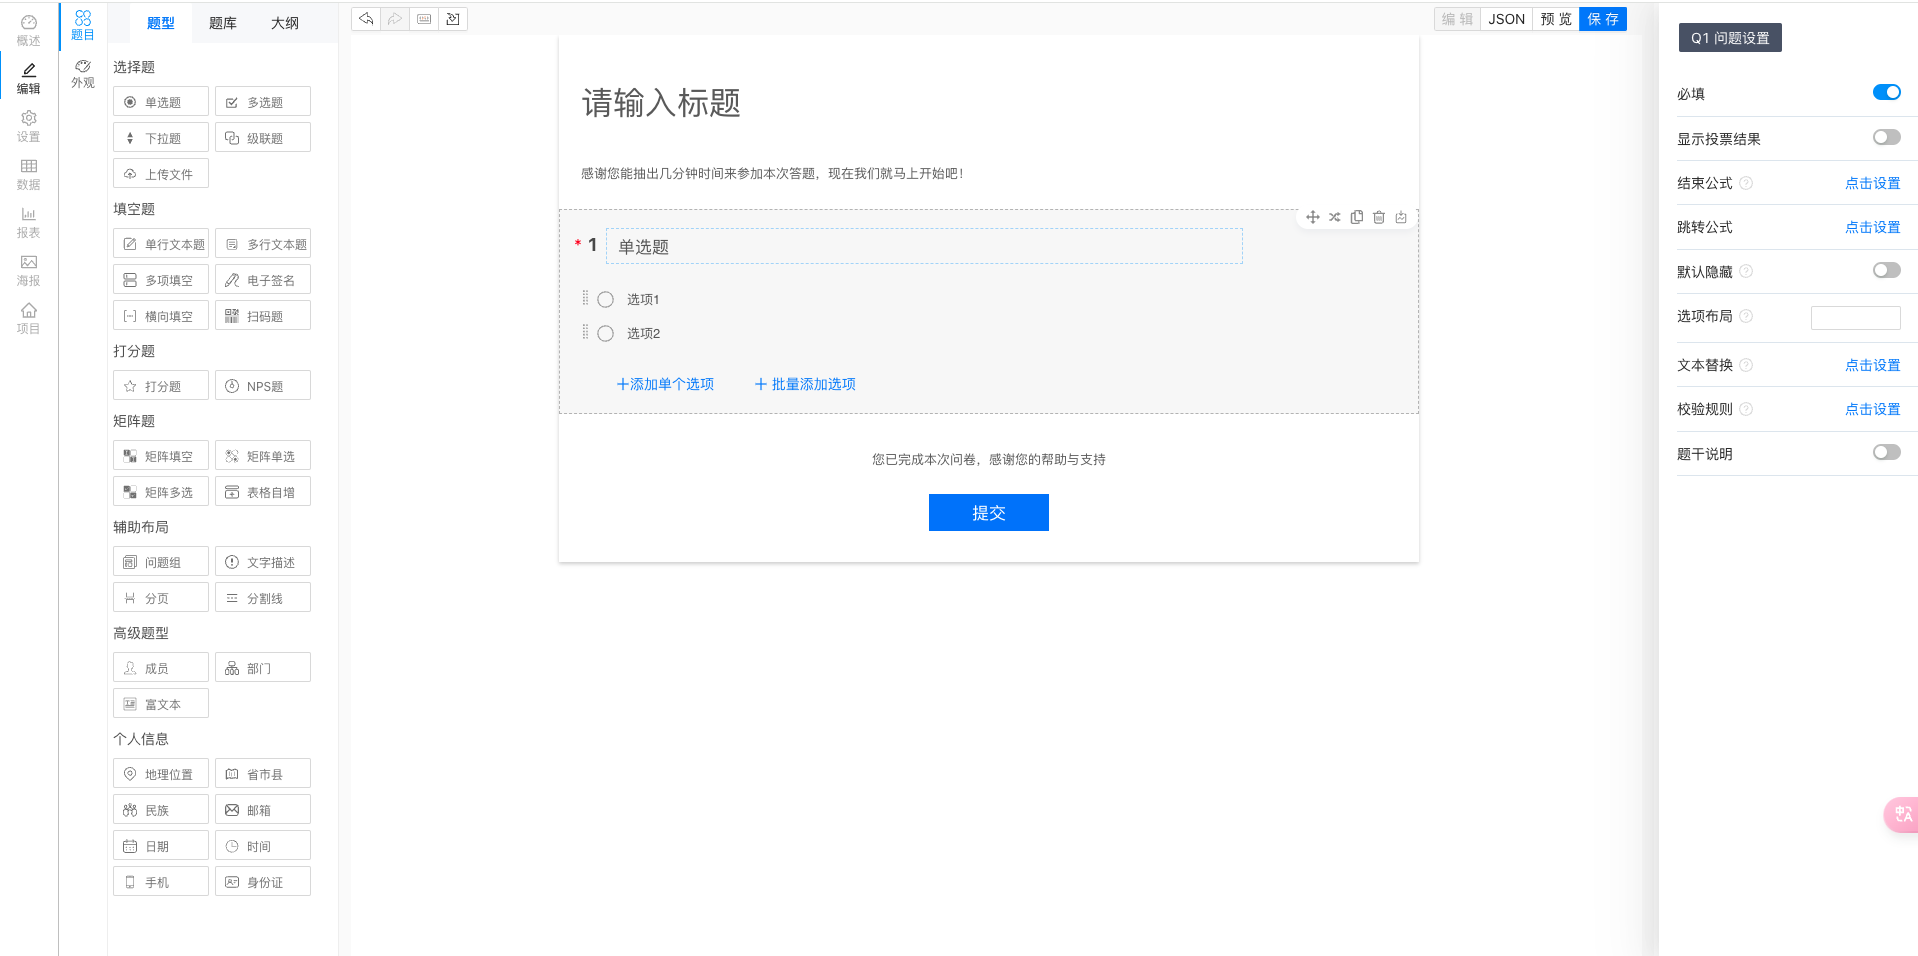 概述
编辑
设置
数据
报表
海报
项目
题目
外观
题型 题库 大纲
选择题
单选题 多选题
下拉题 级联题
上传文件
填空题
单行文本题 多行文本题
多项填空 电子签名
横向填空 扫码题
打分题
打分题 NPS题
矩阵题
矩阵填空 矩阵单选
矩阵多选 表格自增
辅助布局
问题组 文字描述
分页 分割线
高级题型
成员 部门
富文本
个人信息
地理位置 省市县
民族 邮箱
日期 时间
手机 身份证
编 辑 JSON 预 览 保 存
请输入标题
感谢您能抽出几分钟时间来参加本次答题，现在我们就马上开始吧！
* 1 单选题
选项1
选项2
+添加单个选项 + 批量添加选项
您已完成本次问卷，感谢您的帮助与支持
提交
Q1 问题设置
必填
显示投票结果
结束公式 点击设置
跳转公式 点击设置
默认隐藏
选项布局
文本替换 点击设置
校验规则 点击设置
题干说明